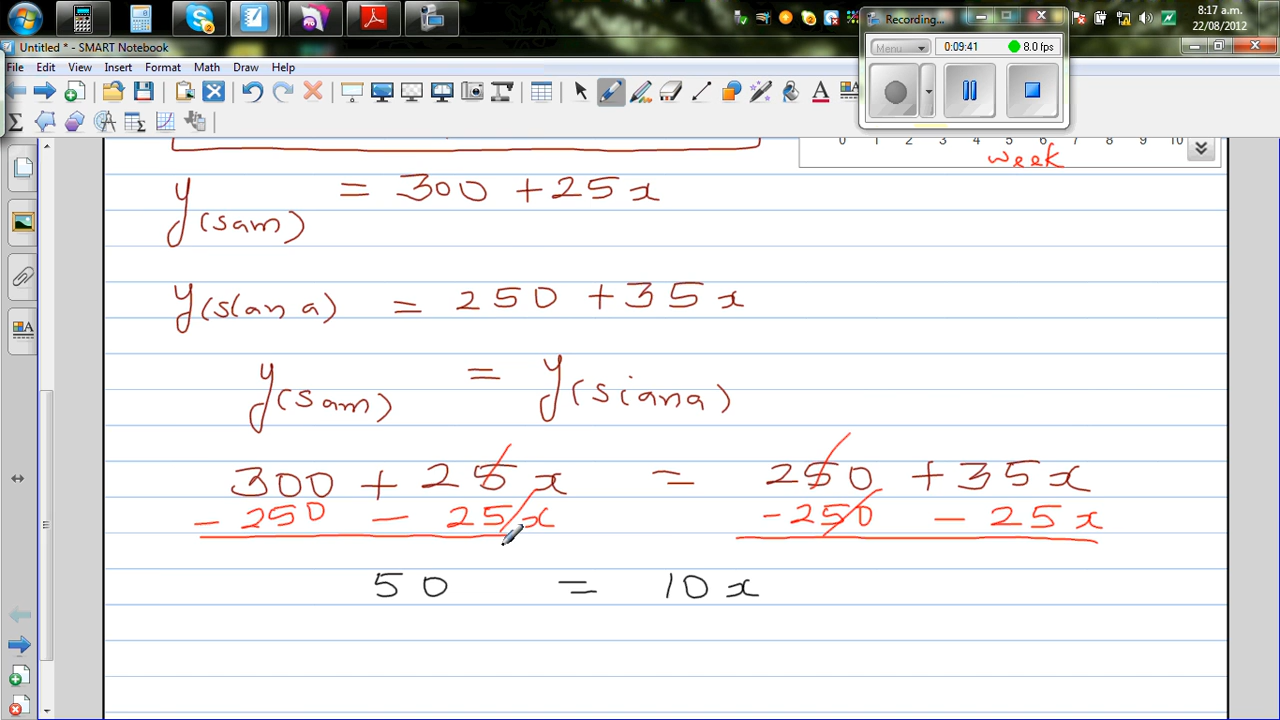 8:17 a.m.
22/08/2012
Recording...
Menu
0:09:41
8.0 fps
Untitled * - SMART Notebook
File Edit View Insert Format Math Draw Help
0 1 2 3 4 5 6 7 8 9 10
week
y(sam) = 300 + 25x
y(siana) = 250 + 35x
y(sam) = y(siana)
300 + 25x = 250 + 35x
- 250 - 25x - 250 - 25x
50 = 10x